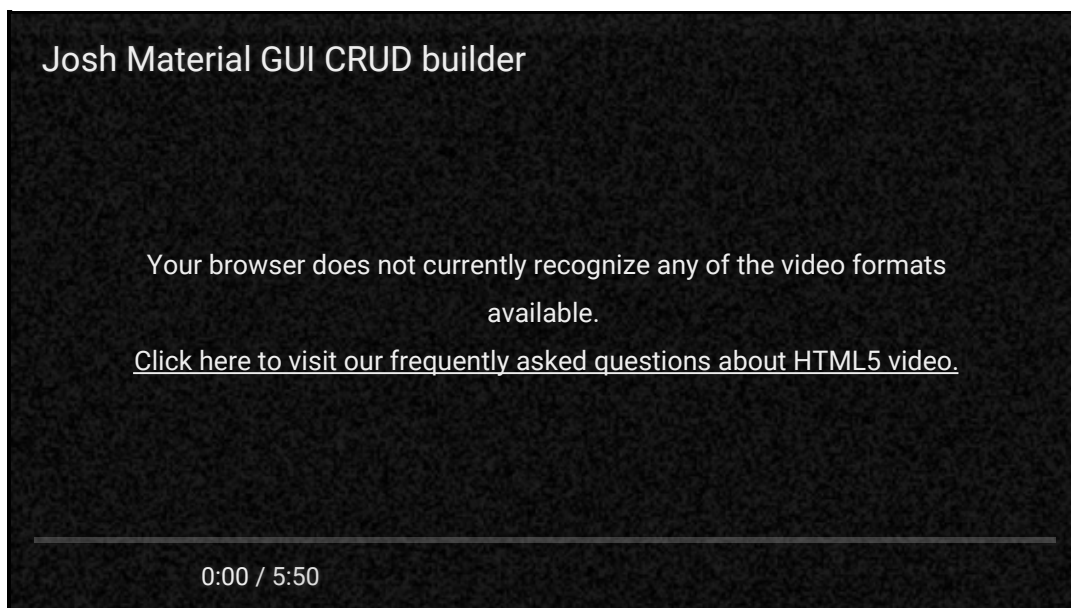 Josh Material GUI CRUD builder
Your browser does not currently recognize any of the video formats
available.
Click here to visit our frequently asked questions about HTML5 video.
0:00 / 5:50